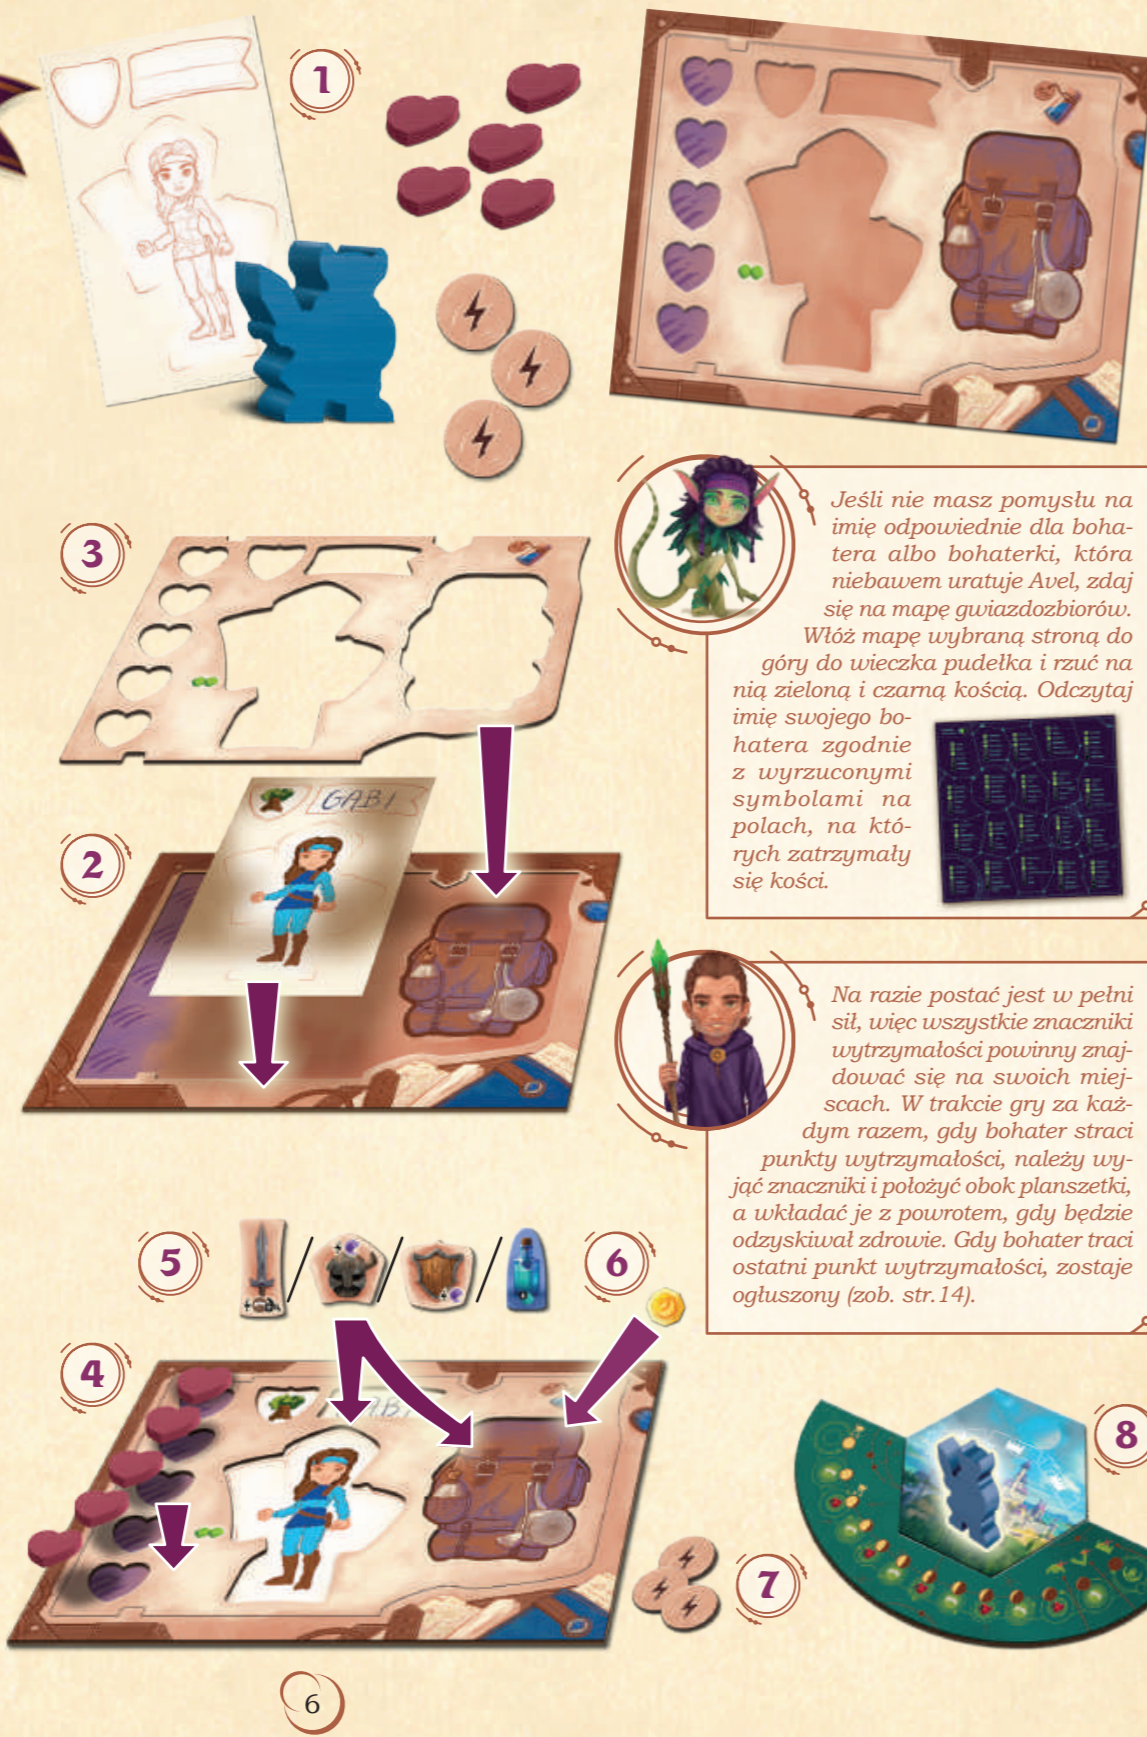 1
3
Jeśli nie masz pomysłu na
imię odpowiednie dla boha-
tera albo bohaterki, która
niebawem uratuje Avel, zdaj
się na mapę gwiazdozbiorów.
Włóż mapę wybraną stroną do
góry do wieczka pudełka i rzuć na
nią zieloną i czarną kością. Odczytaj
imię swojego bo-
hatera zgodnie
z wyrzuconymi
symbolami na
polach, na któ-
rych zatrzymały
się kości.
GABI
2
Na razie postać jest w pełni
sił, więc wszystkie znaczniki
wytrzymałości powinny znaj-
dować się na swoich miej-
scach. W trakcie gry za każ-
dym razem, gdy bohater straci
punkty wytrzymałości, należy wy-
jąć znaczniki i położyć obok planszetki,
a wkładać je z powrotem, gdy będzie
odzyskiwał zdrowie. Gdy bohater traci
ostatni punkt wytrzymałości, zostaje
ogłuszony (zob. str.14).
5
6
4
GABI
8
7
6